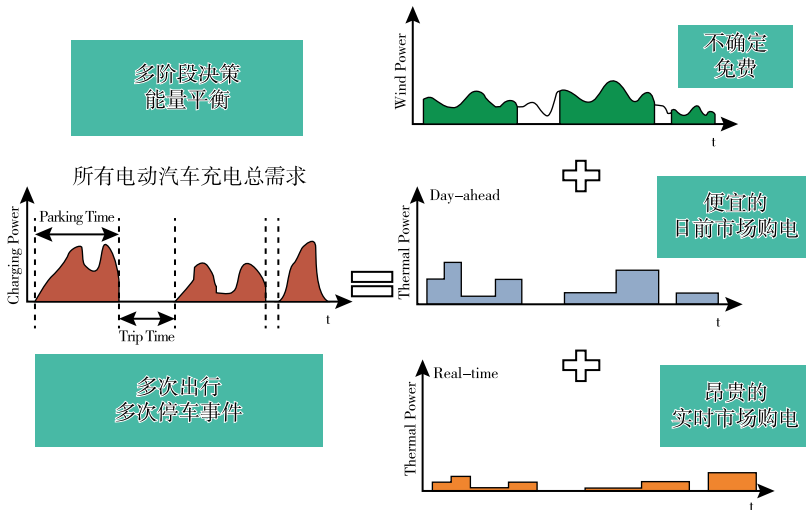 多阶段决策
能量平衡
所有电动汽车充电总需求
Charging Power
Parking Time
Trip Time
t
多次出行
多次停车事件
Wind Power
t
不确定
免费
Day-ahead
Thermal Power
t
便宜的
日前市场购电
Real-time
Thermal Power
t
昂贵的
实时市场购电